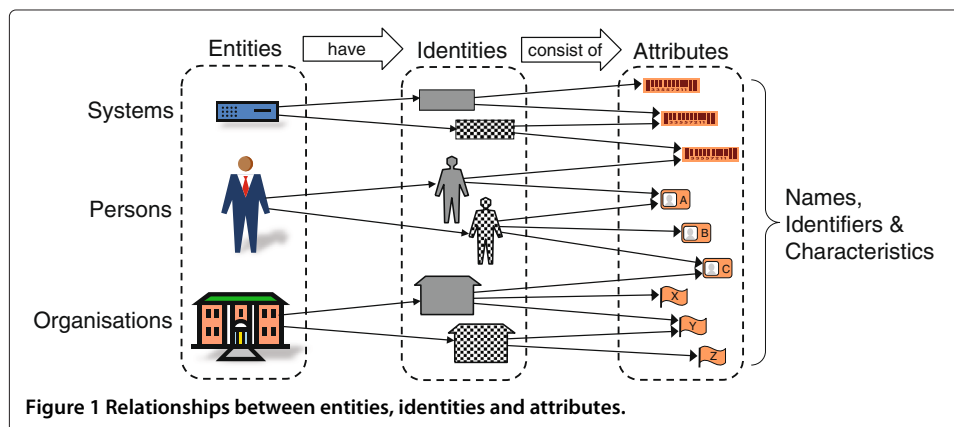 Entities have Identities consist of Attributes
Systems
Persons
Organisations
A
B
C
X
Y
Z
Names,
Identifiers &
Characteristics
Figure 1 Relationships between entities, identities and attributes.